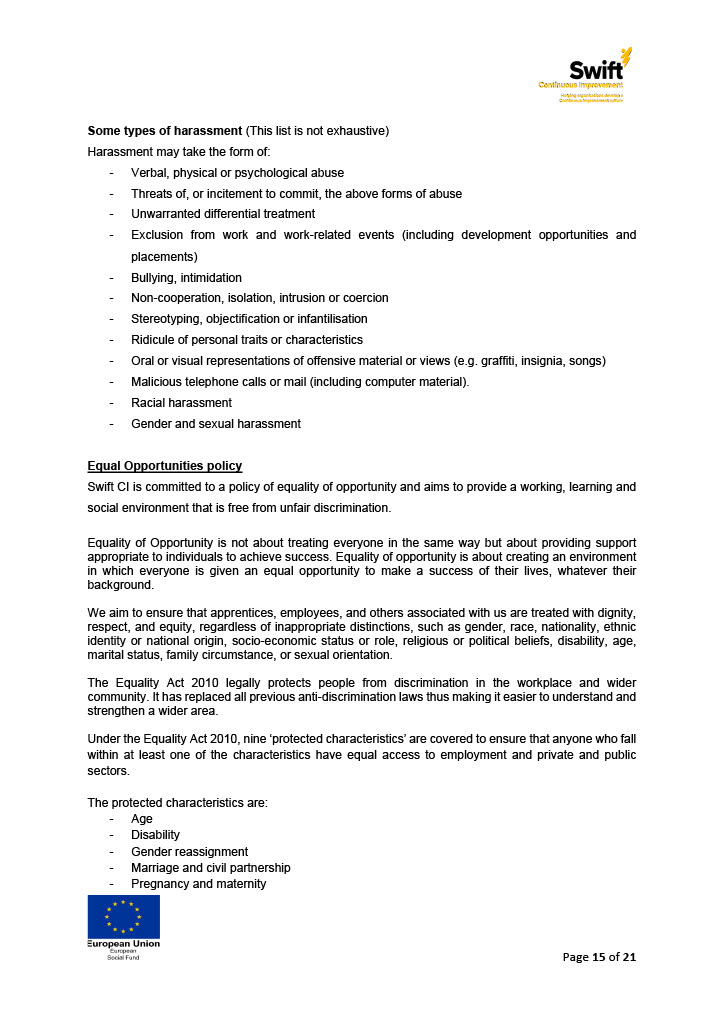 Swift
Continuous Improvement
Helping organisations develop a
Continuous Improvement culture
Some types of harassment (This list is not exhaustive)
Harassment may take the form of:
- Verbal, physical or psychological abuse
- Threats of, or incitement to commit, the above forms of abuse
- Unwarranted differential treatment
- Exclusion from work and work-related events (including development opportunities and
placements)
- Bullying, intimidation
- Non-cooperation, isolation, intrusion or coercion
- Stereotyping, objectification or infantilisation
- Ridicule of personal traits or characteristics
- Oral or visual representations of offensive material or views (e.g. graffiti, insignia, songs)
- Malicious telephone calls or mail (including computer material).
- Racial harassment
- Gender and sexual harassment
Equal Opportunities policy
Swift CI is committed to a policy of equality of opportunity and aims to provide a working, learning and
social environment that is free from unfair discrimination.
Equality of Opportunity is not about treating everyone in the same way but about providing support
appropriate to individuals to achieve success. Equality of opportunity is about creating an environment
in which everyone is given an equal opportunity to make a success of their lives, whatever their
background.
We aim to ensure that apprentices, employees, and others associated with us are treated with dignity,
respect, and equity, regardless of inappropriate distinctions, such as gender, race, nationality, ethnic
identity or national origin, socio-economic status or role, religious or political beliefs, disability, age,
marital status, family circumstance, or sexual orientation.
The Equality Act 2010 legally protects people from discrimination in the workplace and wider
community. It has replaced all previous anti-discrimination laws thus making it easier to understand and
strengthen a wider area.
Under the Equality Act 2010, nine ‘protected characteristics’ are covered to ensure that anyone who fall
within at least one of the characteristics have equal access to employment and private and public
sectors.
The protected characteristics are:
- Age
- Disability
- Gender reassignment
- Marriage and civil partnership
- Pregnancy and maternity
European Union
European
Social Fund
Page 15 of 21